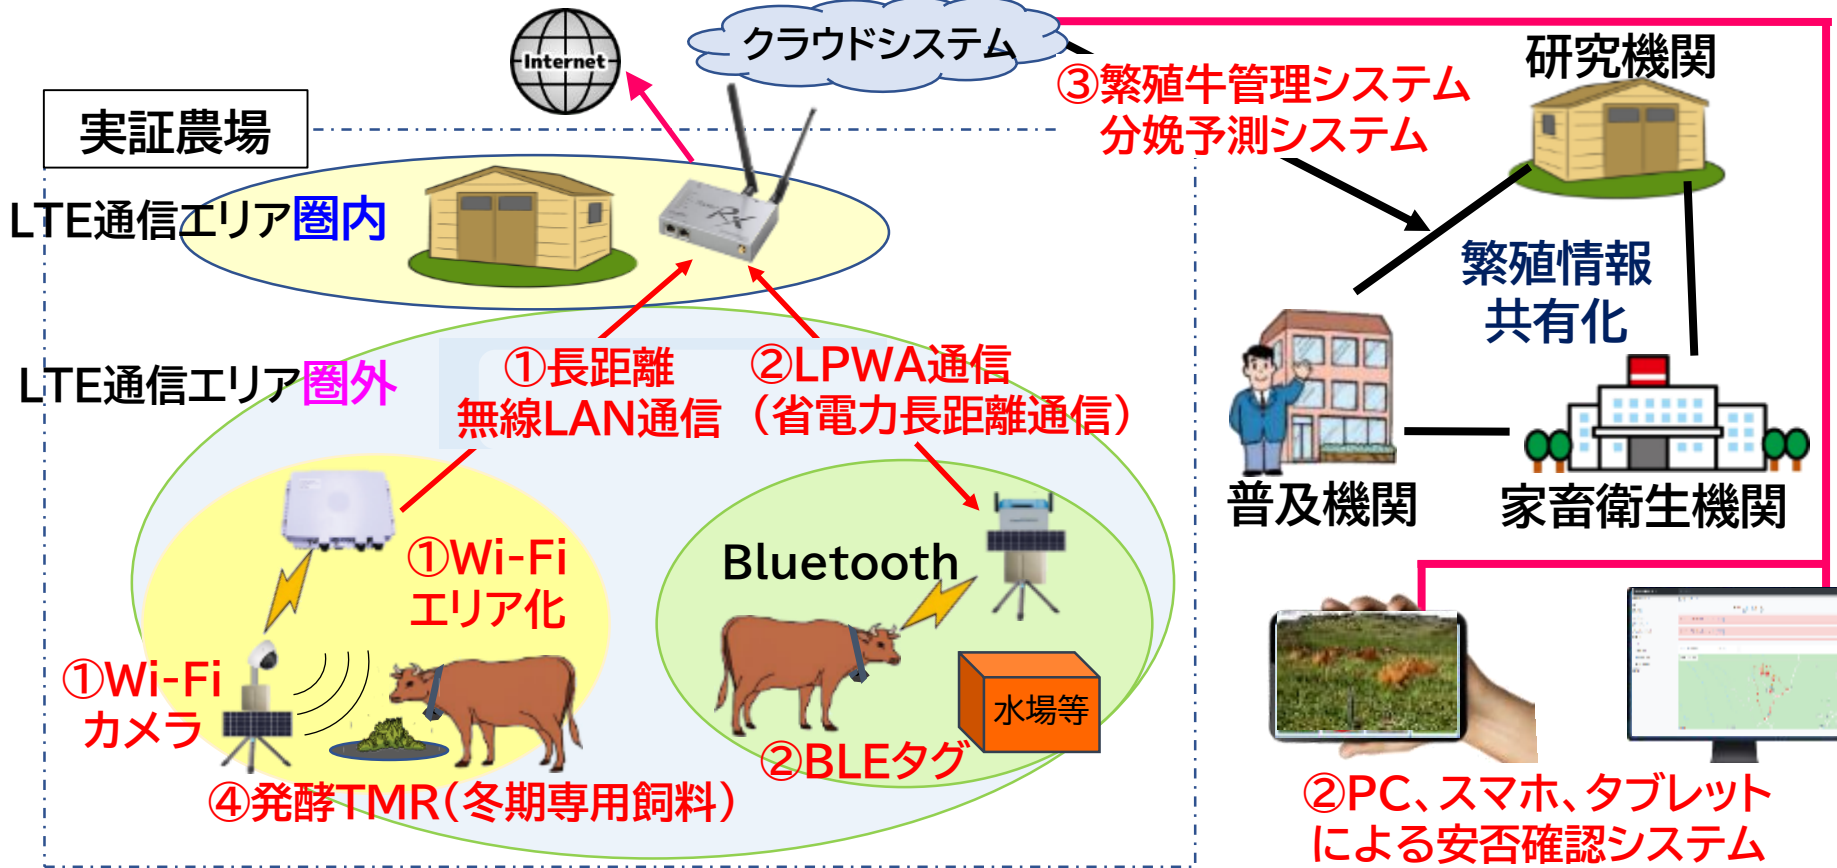 Internet
クラウドシステム
実証農場
LTE通信エリア圏内
③繁殖牛管理システム
分娩予測システム
研究機関
繁殖情報
共有化
普及機関
家畜衛生機関
LTE通信エリア圏外
①長距離
無線LAN通信
②LPWA通信
（省電力長距離通信）
①Wi-Fi
エリア化
Bluetooth
①Wi-Fi
カメラ
水場等
②BLEタグ
④発酵TMR（冬期専用飼料）
②PC、スマホ、タブレット
による安否確認システム